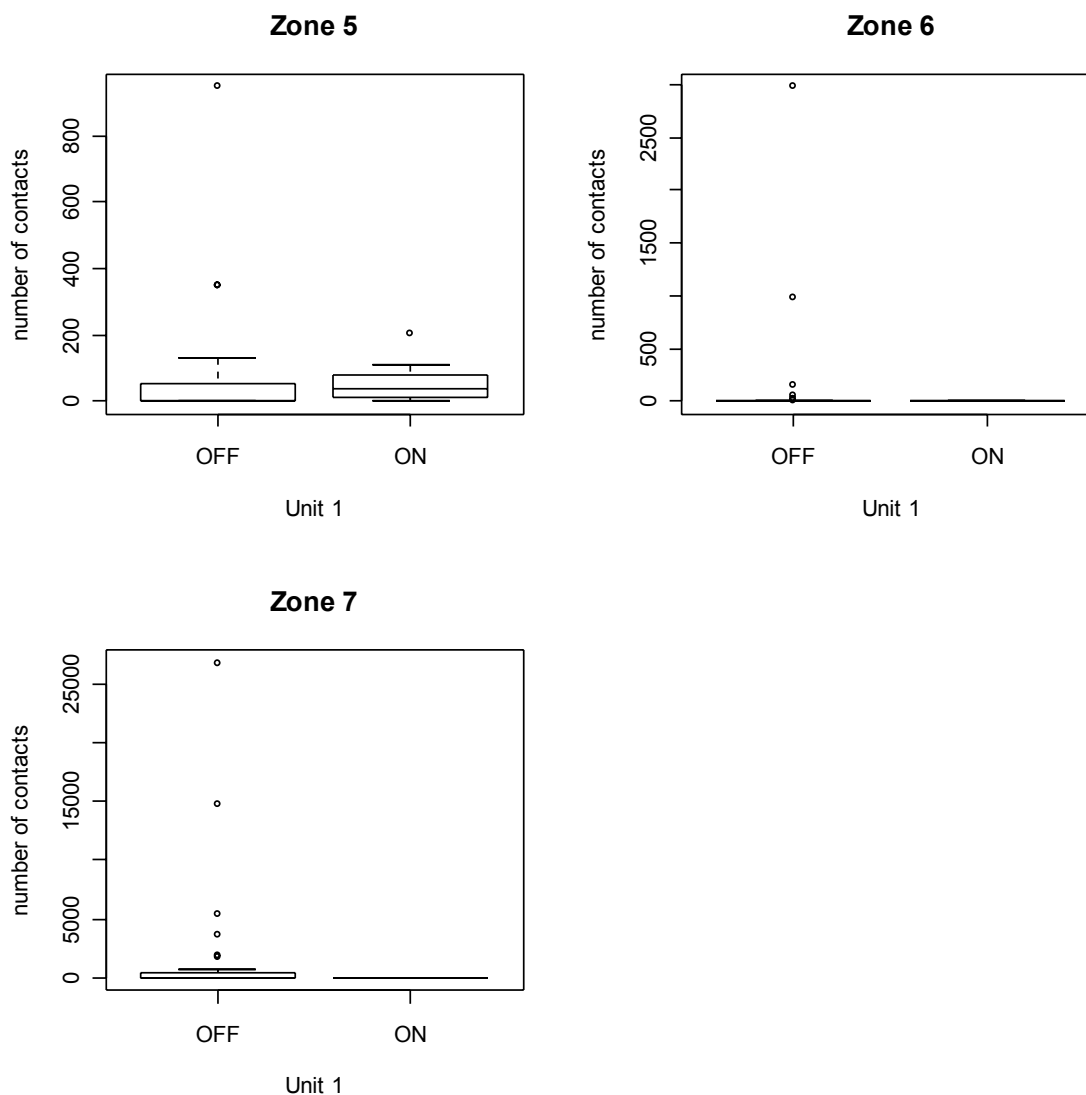 Zone 5
number of contacts
800
600
400
200
0
OFF ON
Unit 1
Zone 6
number of contacts
2500
1500
500
0
OFF ON
Unit 1
Zone 7
number of contacts
25000
15000
5000
0
OFF ON
Unit 1